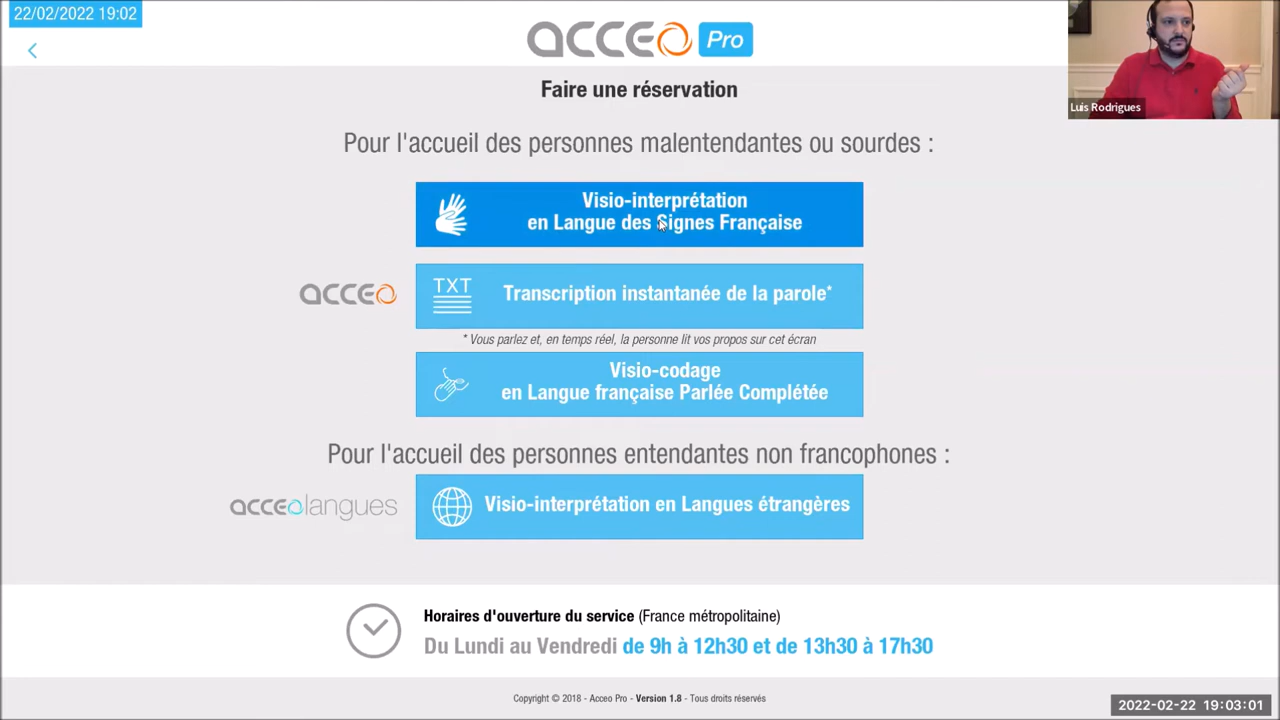 22/02/2022 19:02
acceo Pro
Luis Rodrigues
Faire une réservation
Pour l'accueil des personnes malentendantes ou sourdes :
Visio-interprétation
en Langue des Signes Française
acceo
TXT
Transcription instantanée de la parole*
* Vous parlez et, en temps réel, la personne lit vos propos sur cet écran
Visio-codage
en Langue française Parlée Complétée
Pour l'accueil des personnes entendantes non francophones :
acceolangues
Visio-interprétation en Langues étrangères
Horaires d'ouverture du service (France métropolitaine)
Du Lundi au Vendredi de 9h à 12h30 et de 13h30 à 17h30
Copyright © 2018 - Acceo Pro - Version 1.8 - Tous droits réservés
2022-02-22 19:03:01